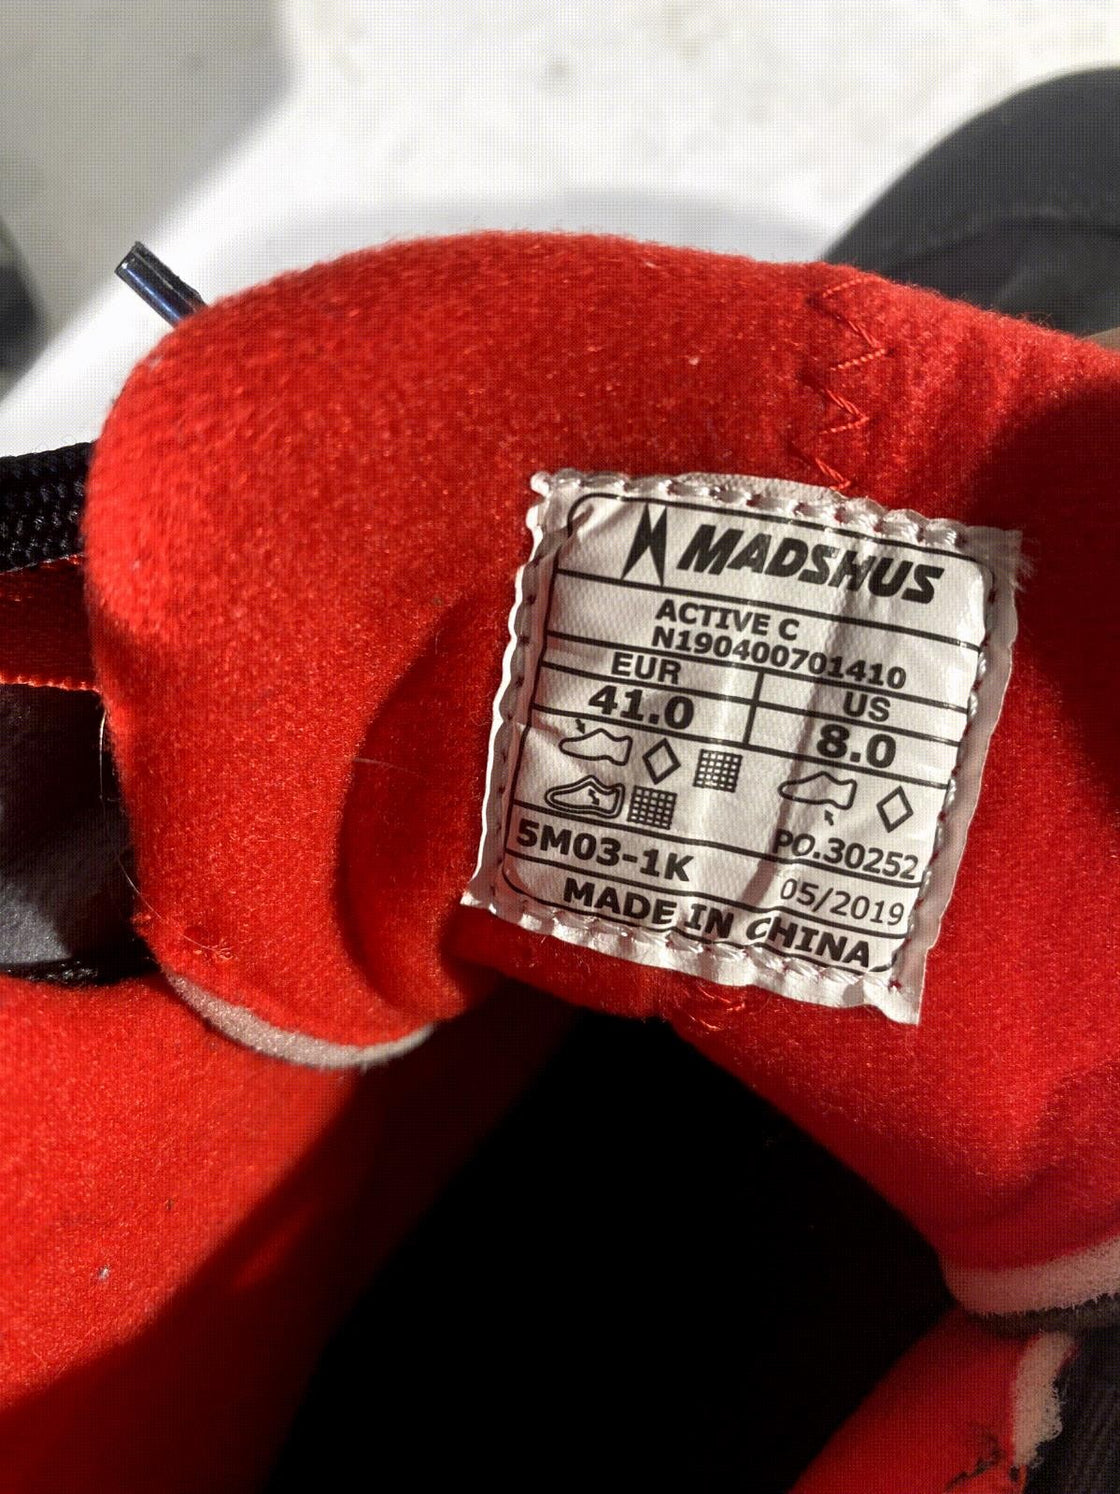 MADSHUS
ACTIVE C
N190400701410
EUR US
41.0 8.0
5M03-1K PO.30252
05/2019
MADE IN CHINA